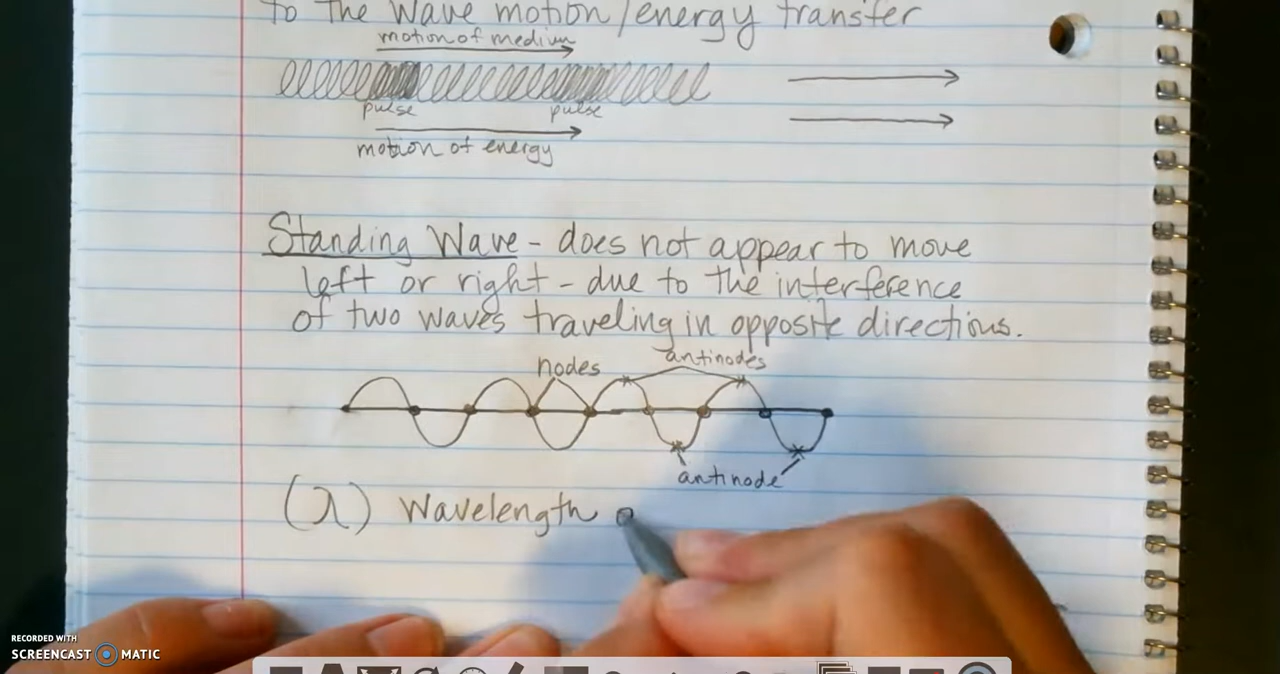 to the wave motion/energy transfer
motion of medium
pulse pulse
motion of energy
Standing Wave - does not appear to move
left or right - due to the interference
of two waves traveling in opposite directions.
nodes antinodes
antinode
(λ) Wavelength o
RECORDED WITH
SCREENCAST MATIC